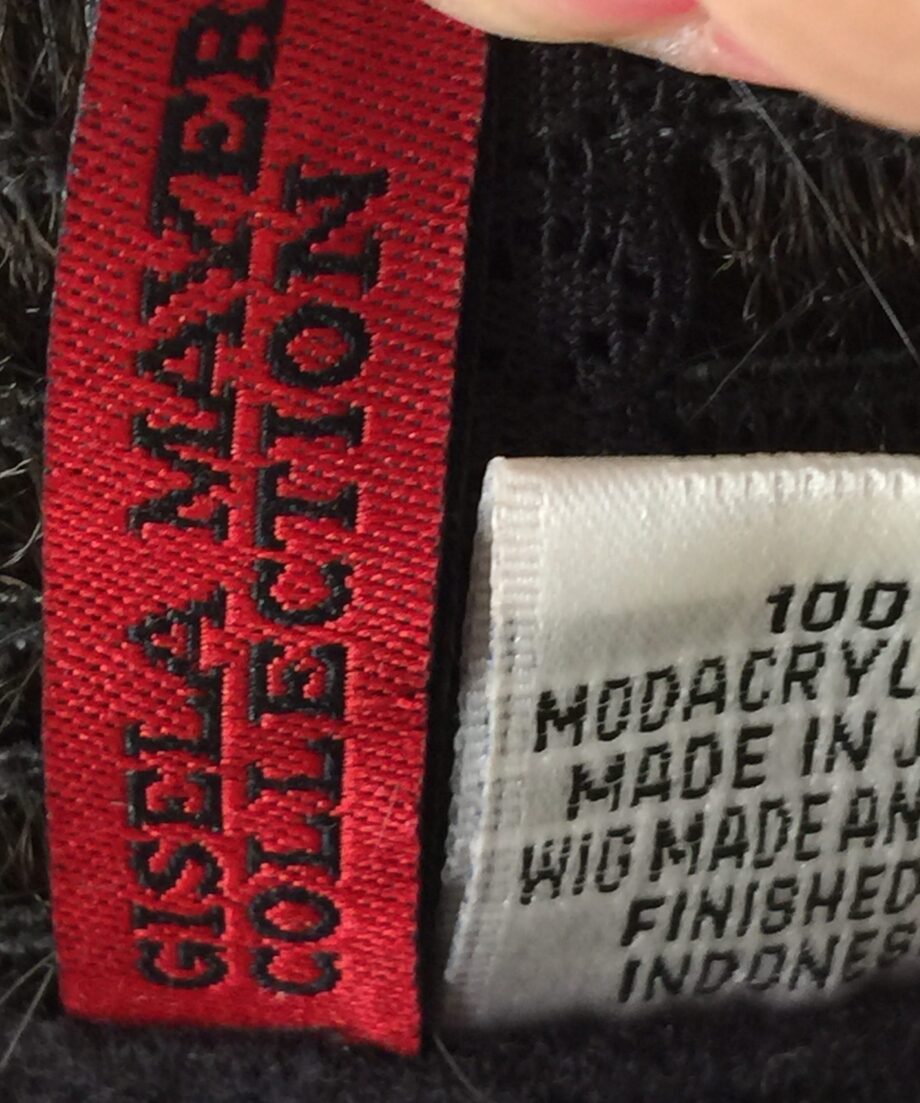 GISELA MAYER
COLLECTION
100
MODACRYL
MADE IN J
WIG MADE AN
FINISHED
INDONES